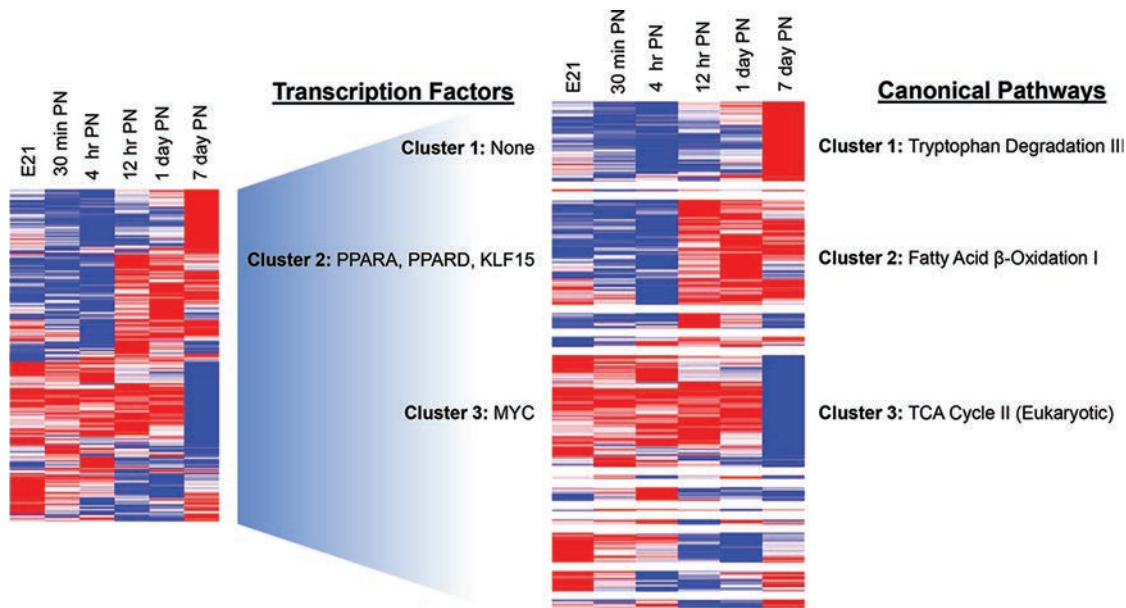 E21
30 min PN
4 hr PN
12 hr PN
1 day PN
7 day PN
Transcription Factors
Cluster 1: None
Cluster 2: PPARA, PPARD, KLF15
Cluster 3: MYC
E21
30 min PN
4 hr PN
12 hr PN
1 day PN
7 day PN
Canonical Pathways
Cluster 1: Tryptophan Degradation III
Cluster 2: Fatty Acid β-Oxidation I
Cluster 3: TCA Cycle II (Eukaryotic)